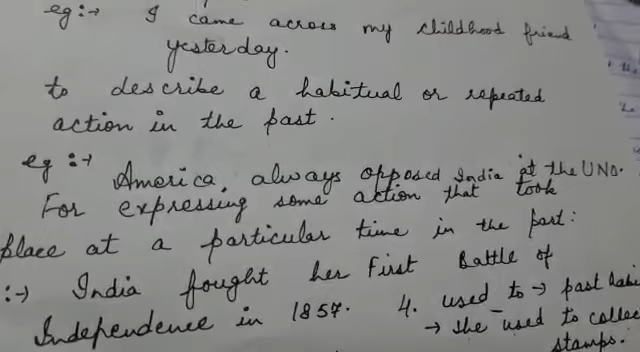 eg :→ I came across my childhood friend
yesterday.
to describe a habitual or repeated
action in the past.
eg :→ America, always opposed India at the UNO.
For expressing some action that took
place at a particular time in the past:
:→ India fought her First Battle of
Independence in 1857. 4. used to → past habi
→ she used to collec
stamps.